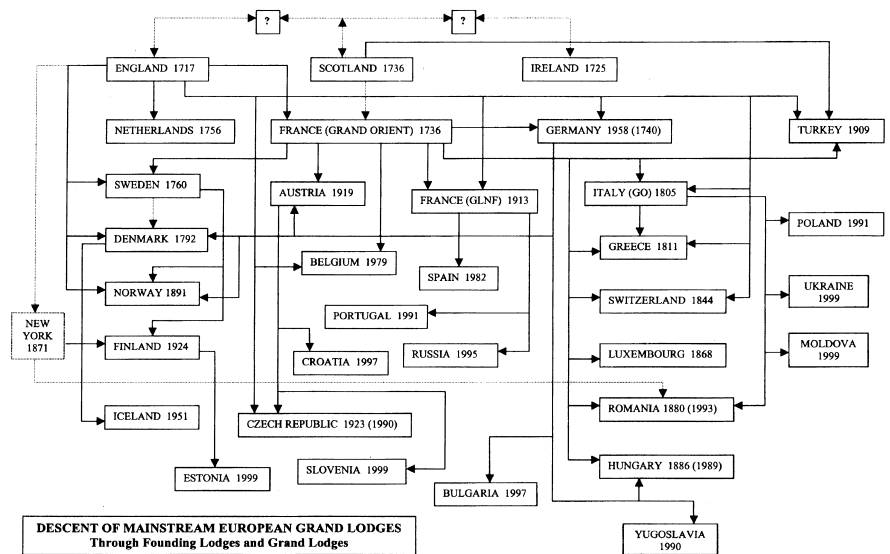 ? ?
ENGLAND 1717 SCOTLAND 1736 IRELAND 1725
NETHERLANDS 1756 FRANCE (GRAND ORIENT) 1736 GERMANY 1958 (1740) TURKEY 1909
SWEDEN 1760 AUSTRIA 1919 FRANCE (GLNF) 1913 ITALY (GO) 1805
POLAND 1991
DENMARK 1792 GREECE 1811
BELGIUM 1979 SPAIN 1982
NORWAY 1891 SWITZERLAND 1844
UKRAINE
1999
PORTUGAL 1991
NEW
YORK
1871
FINLAND 1924 CROATIA 1997 RUSSIA 1995 LUXEMBOURG 1868
MOLDOVA
1999
ICELAND 1951 CZECH REPUBLIC 1923 (1990) ROMANIA 1880 (1993)
ESTONIA 1999 SLOVENIA 1999 BULGARIA 1997 HUNGARY 1886 (1989)
YUGOSLAVIA
1990
DESCENT OF MAINSTREAM EUROPEAN GRAND LODGES
Through Founding Lodges and Grand Lodges